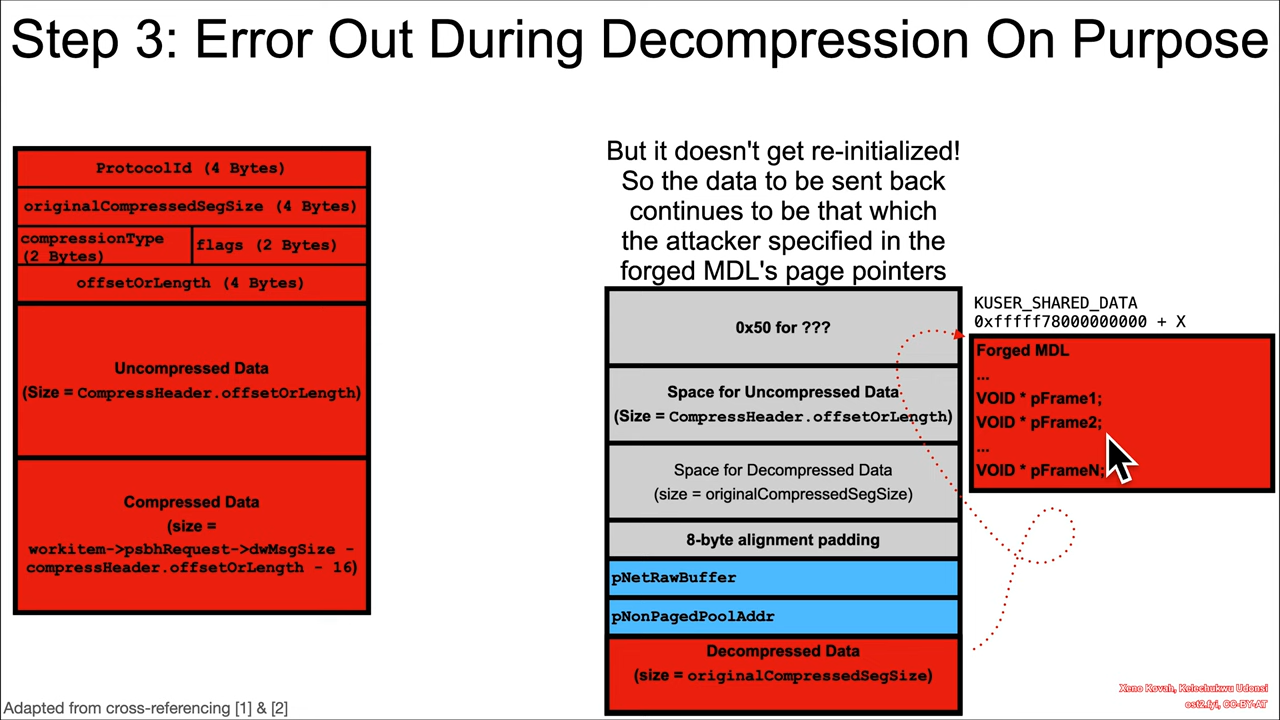 Step 3: Error Out During Decompression On Purpose
ProtocolId (4 Bytes)
originalCompressedSegSize (4 Bytes)
compressionType
(2 Bytes)
flags (2 Bytes)
offsetOrLength (4 Bytes)
Uncompressed Data
(Size = CompressHeader.offsetOrLength)
Compressed Data
(size =
workitem->psbhRequest->dwMsgSize -
compressHeader.offsetOrLength - 16)
But it doesn't get re-initialized!
So the data to be sent back
continues to be that which
the attacker specified in the
forged MDL's page pointers
0x50 for ???
Space for Uncompressed Data
(Size = CompressHeader.offsetOrLength)
Space for Decompressed Data
(size = originalCompressedSegSize)
8-byte alignment padding
pNetRawBuffer
pNonPagedPoolAddr
Decompressed Data
(size = originalCompressedSegSize)
KUSER_SHARED_DATA
0xfffff78000000000 + X
Forged MDL
...
VOID * pFrame1;
VOID * pFrame2;
...
VOID * pFrameN;
Adapted from cross-referencing [1] & [2]
Xeno Kovah, Kelechukwu Udonsi
ost2.fyi, CC-BY-AT